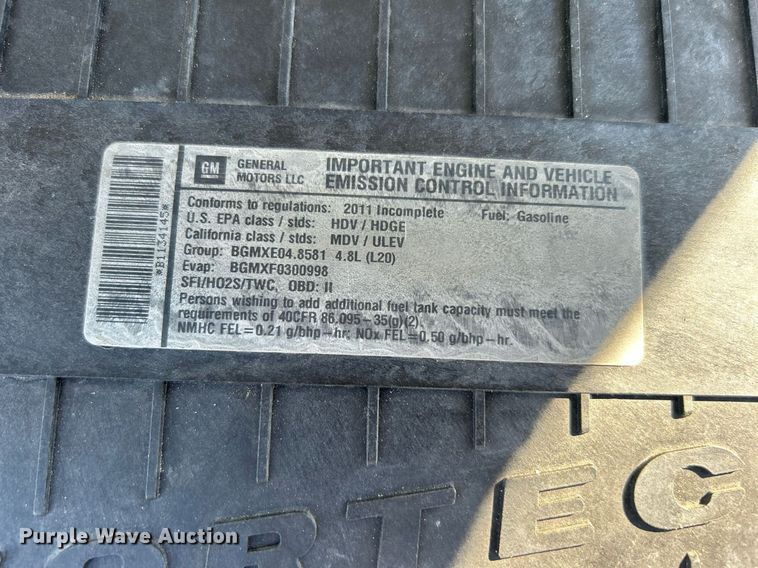 *B1134145*
GM
GENERAL
MOTORS LLC
IMPORTANT ENGINE AND VEHICLE
EMISSION CONTROL INFORMATION
Conforms to regulations: 2011 Incomplete Fuel: Gasoline
U.S. EPA class / stds: HDV / HDGE
California class / stds: MDV / ULEV
Group: BGMXE04.8581 4.8L (L20)
Evap: BGMXF0300998
SFI/HO2S/TWC, OBD: II
Persons wishing to add additional fuel tank capacity must meet the
requirements of 40CFR 86.095-35(g)(2).
NMHC FEL=0.21 g/bhp-hr; NOx FEL=0.50 g/bhp-hr.
ORTEC
Purple Wave Auction